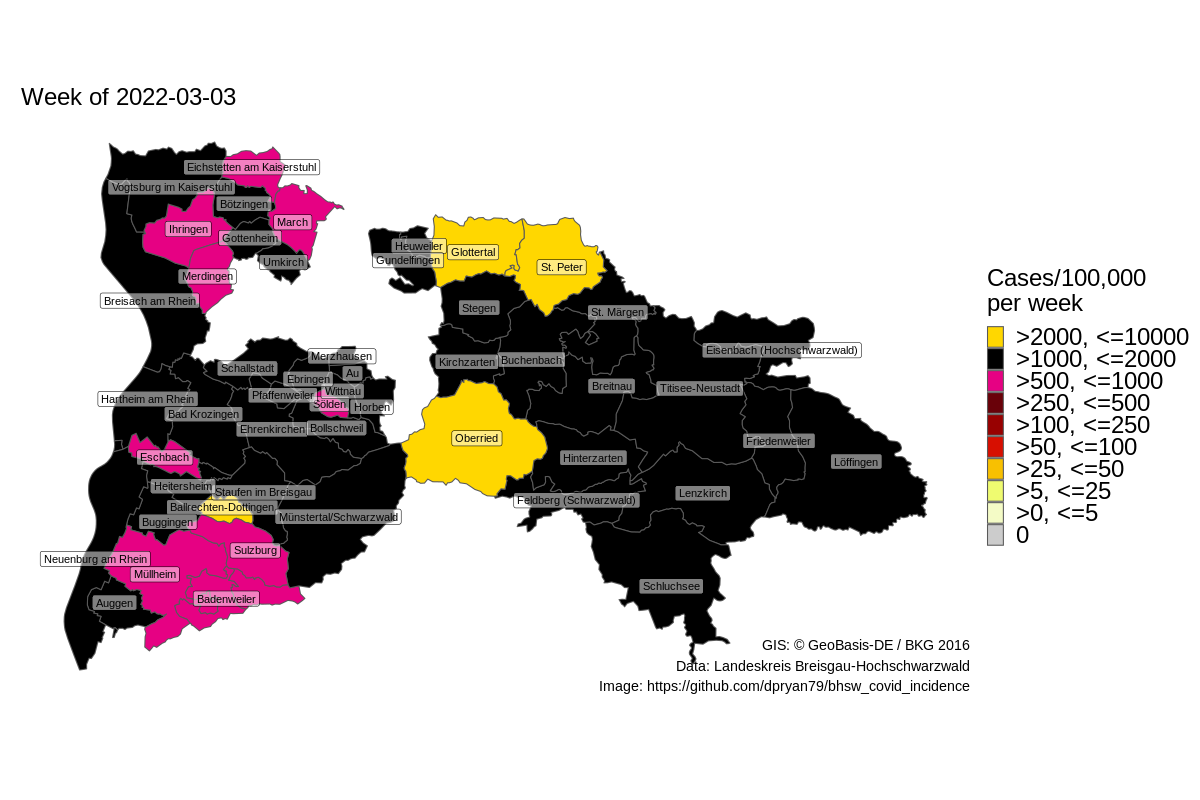 Week of 2022-03-03
Eichstetten am Kaiserstuhl
Vogtsburg im Kaiserstuhl
Bötzingen
March
Ihringen
Gottenheim
Umkirch
Merdingen
Breisach am Rhein
Heuweiler
Gundelfingen
Glottertal
St. Peter
Stegen
St. Märgen
Kirchzarten
Buchenbach
Eisenbach (Hochschwarzwald)
Breitnau
Titisee-Neustadt
Merzhausen
Schallstadt
Au
Ebringen
Wittnau
Pfaffenweiler
Sölden
Horben
Hartheim am Rhein
Bad Krozingen
Ehrenkirchen
Bollschweil
Oberried
Friedenweiler
Löffingen
Hinterzarten
Eschbach
Heitersheim
Staufen im Breisgau
Ballrechten-Dottingen
Münstertal/Schwarzwald
Buggingen
Feldberg (Schwarzwald)
Lenzkirch
Sulzburg
Neuenburg am Rhein
Müllheim
Badenweiler
Auggen
Schluchsee
Cases/100,000
per week
>2000, <=10000
>1000, <=2000
>500, <=1000
>250, <=500
>100, <=250
>50, <=100
>25, <=50
>5, <=25
>0, <=5
0
GIS: © GeoBasis-DE / BKG 2016
Data: Landeskreis Breisgau-Hochschwarzwald
Image: https://github.com/dpryan79/bhsw_covid_incidence